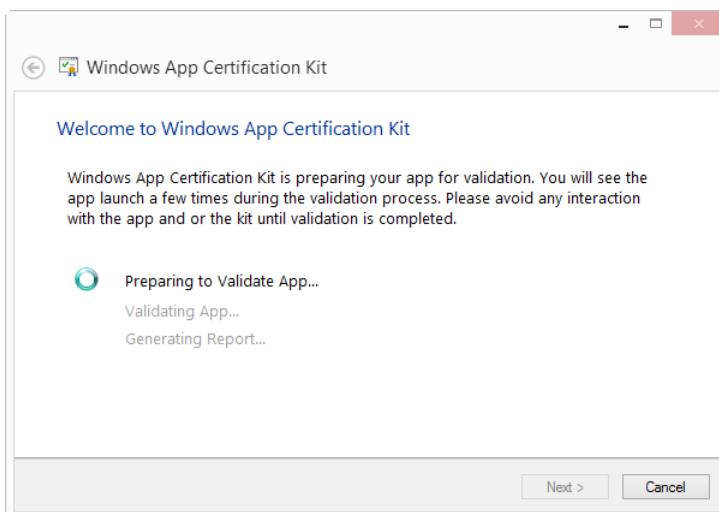 Windows App Certification Kit
Welcome to Windows App Certification Kit
Windows App Certification Kit is preparing your app for validation. You will see the
app launch a few times during the validation process. Please avoid any interaction
with the app and or the kit until validation is completed.
Preparing to Validate App...
Validating App...
Generating Report...
Next >
Cancel